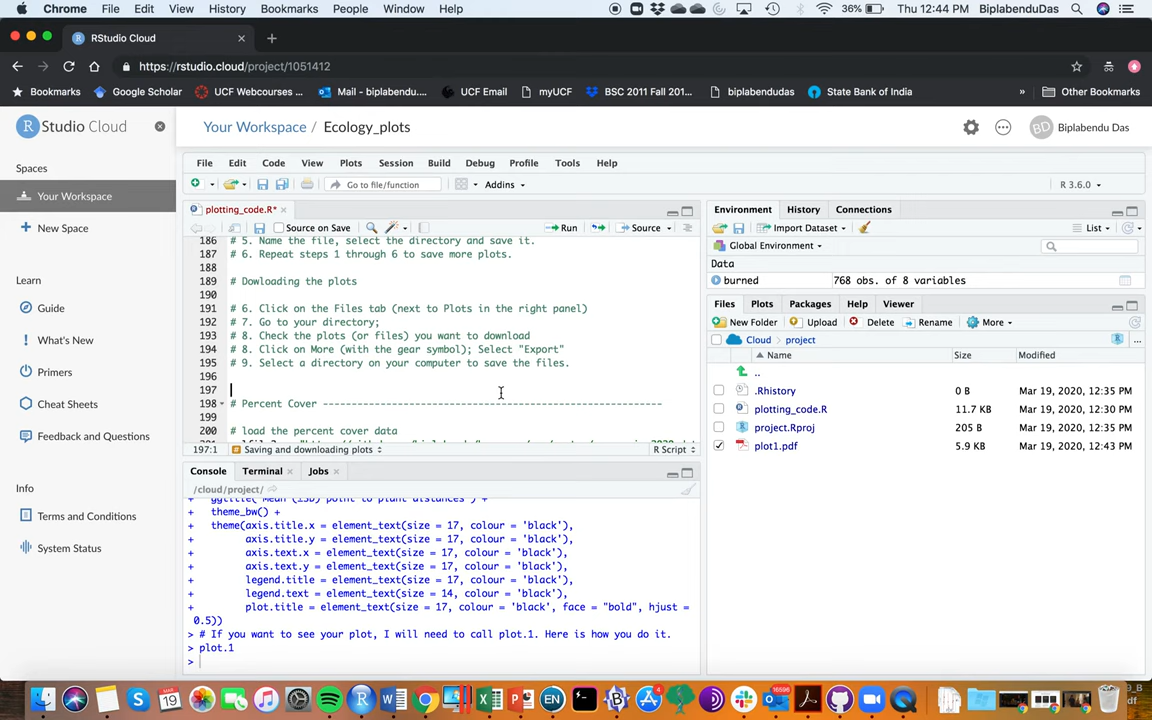 Chrome File Edit View History Bookmarks People Window Help 36% Thu 12:44 PM BiplabenduDas
RStudio Cloud
https://rstudio.cloud/project/1051412
Bookmarks Google Scholar UCF Webcourses ... Mail - biplabendu.... UCF Email myUCF BSC 2011 Fall 201... biplabendudas State Bank of India » Other Bookmarks
Studio Cloud
Your Workspace / Ecology_plots
BD Biplabendu Das
Spaces
Your Workspace
New Space
Learn
Guide
What's New
Primers
Cheat Sheets
Feedback and Questions
Info
Terms and Conditions
System Status
File Edit Code View Plots Session Build Debug Profile Tools Help
Go to file/function Addins R 3.6.0
plotting_code.R*
Source on Save Run Source
186 # 5. Name the file, select the directory and save it.
187 # 6. Repeat steps 1 through 6 to save more plots.
188
189 # Dowloading the plots
190
191 # 6. Click on the Files tab (next to Plots in the right panel)
192 # 7. Go to your directory;
193 # 8. Check the plots (or files) you want to download
194 # 8. Click on More (with the gear symbol); Select "Export"
195 # 9. Select a directory on your computer to save the files.
196
197
198 # Percent Cover -----------------------------------------------------------
199
200 # load the percent cover data
197:1 Saving and downloading plots R Script
Console Terminal Jobs
/cloud/project/
+ ggtitle("Mean (±SD) point to plant distances") +
+ theme_bw() +
+ theme(axis.title.x = element_text(size = 17, colour = 'black'),
+ axis.title.y = element_text(size = 17, colour = 'black'),
+ axis.text.x = element_text(size = 17, colour = 'black'),
+ axis.text.y = element_text(size = 17, colour = 'black'),
+ legend.title = element_text(size = 17, colour = 'black'),
+ legend.text = element_text(size = 14, colour = 'black'),
+ plot.title = element_text(size = 17, colour = 'black', face = "bold", hjust =
0.5))
> # If you want to see your plot, I will need to call plot.1. Here is how you do it.
> plot.1
>
Environment History Connections
Import Dataset List
Global Environment
Data
burned 768 obs. of 8 variables
Files Plots Packages Help Viewer
New Folder Upload Delete Rename More
Cloud project ...
Name Size Modified
..
.Rhistory 0 B Mar 19, 2020, 12:35 PM
plotting_code.R 11.7 KB Mar 19, 2020, 12:30 PM
project.Rproj 205 B Mar 19, 2020, 12:35 PM
plot1.pdf 5.9 KB Mar 19, 2020, 12:43 PM